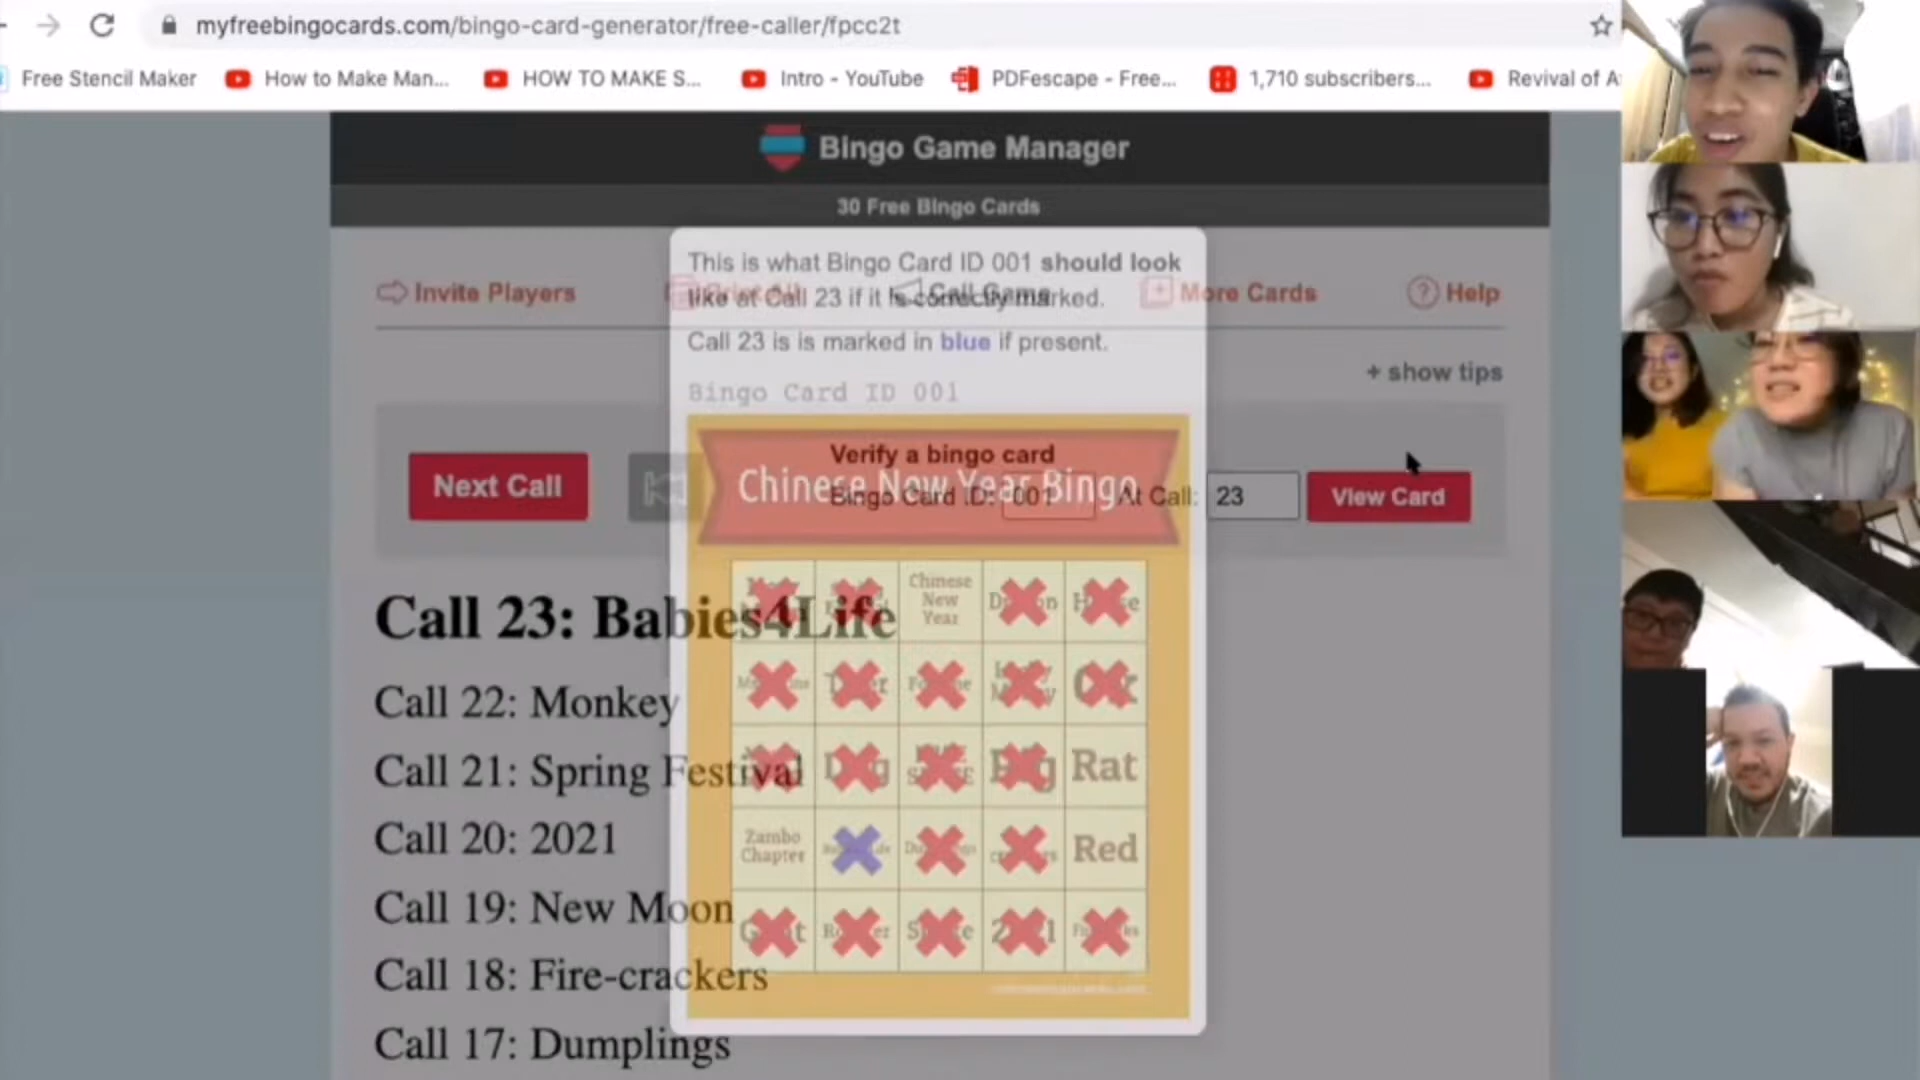 myfreebingocards.com/bingo-card-generator/free-caller/fpcc2t
Free Stencil Maker
How to Make Man...
HOW TO MAKE S...
Intro - YouTube
PDFescape - Free...
1,710 subscribers...
Revival of A
Bingo Game Manager
30 Free Bingo Cards
This is what Bingo Card ID 001 should look
like at Call 23 if it is correctly marked.
Call 23 is is marked in blue if present.
Invite Players
Call Game
More Cards
Help
+ show tips
Bingo Card ID 001
Verify a bingo card
Chinese New Year Bingo
Bingo Card ID: 001 At Call: 23
View Card
Next Call
Call 23: Babies4Life
Call 22: Monkey
Call 21: Spring Festival
Call 20: 2021
Call 19: New Moon
Call 18: Fire-crackers
Call 17: Dumplings
Chinese
New
Year
Rat
Zambo
Chapter
Red